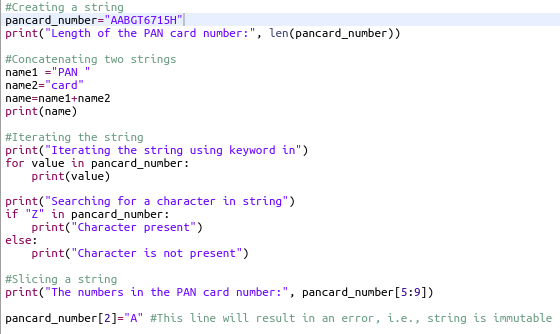 #Creating a string
pancard_number="AABGT6715H"
print("Length of the PAN card number:", len(pancard_number))
#Concatenating two strings
name1 ="PAN "
name2="card"
name=name1+name2
print(name)
#Iterating the string
print("Iterating the string using keyword in")
for value in pancard_number:
    print(value)
print("Searching for a character in string")
if "Z" in pancard_number:
    print("Character present")
else:
    print("Character is not present")
#Slicing a string
print("The numbers in the PAN card number:", pancard_number[5:9])
pancard_number[2]="A" #This line will result in an error, i.e., string is immutable